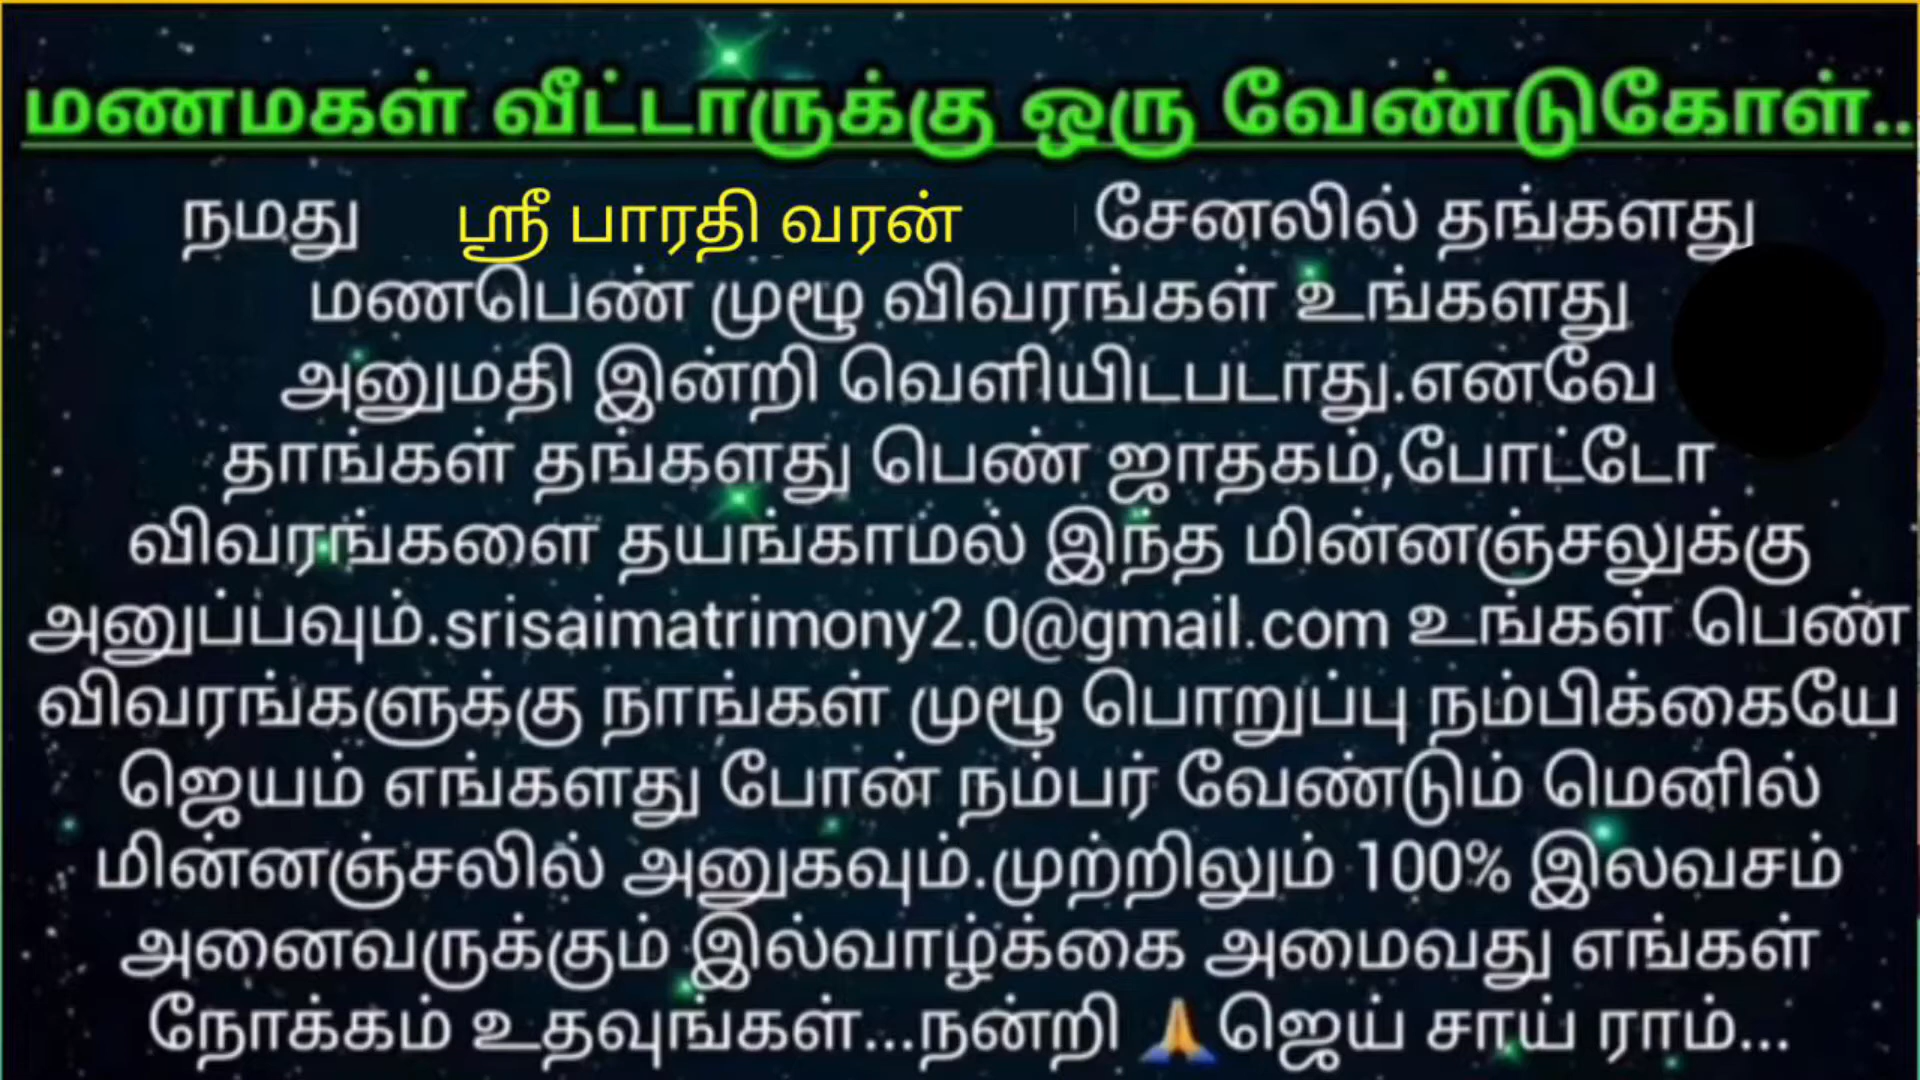 மணமகள் வீட்டாருக்கு ஒரு வேண்டுகோள்..
நமது ஸ்ரீ பாரதி வரன் சேனலில் தங்களது
மணபெண் முழூ விவரங்கள் உங்களது
அனுமதி இன்றி வெளியிடபடாது.எனவே
தாங்கள் தங்களது பெண் ஜாதகம்,போட்டோ
விவரங்களை தயங்காமல் இந்த மின்னஞ்சலுக்கு
அனுப்பவும்.srisaimatrimony2.0@gmail.com உங்கள் பெண்
விவரங்களுக்கு நாங்கள் முழூ பொறுப்பு நம்பிக்கையே
ஜெயம் எங்களது போன் நம்பர் வேண்டும் மெனில்
மின்னஞ்சலில் அனுகவும்.முற்றிலும் 100% இலவசம்
அனைவருக்கும் இல்வாழ்க்கை அமைவது எங்கள்
நோக்கம் உதவுங்கள்...நன்றி 🙏ஜெய் சாய் ராம்...